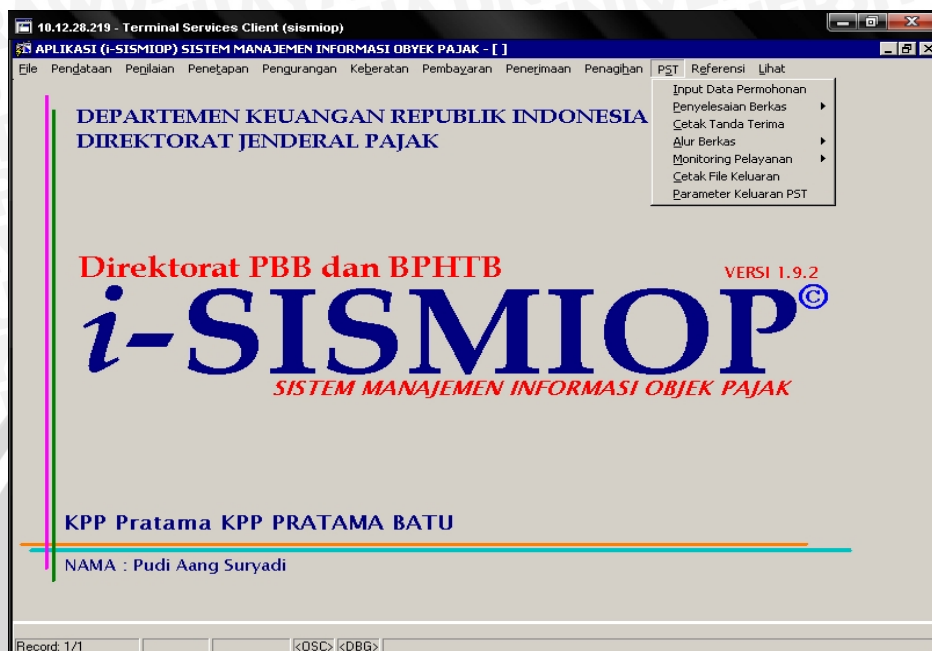 10.12.28.219 - Terminal Services Client (sismiop)
APLIKASI (i-SISMIOP) SISTEM MANAJEMEN INFORMASI OBYEK PAJAK - [ ]
File Pendataan Penilaian Penetapan Pengurangan Keberatan Pembayaran Penerimaan Penagihan PST Referensi Lihat
Input Data Permohonan
Penyelesaian Berkas
Cetak Tanda Terima
Alur Berkas
Monitoring Pelayanan
Cetak File Keluaran
Parameter Keluaran PST
DEPARTEMEN KEUANGAN REPUBLIK INDONESIA
DIREKTORAT JENDERAL PAJAK
Direktorat PBB dan BPHTB
VERSI 1.9.2
i-SISMIOP©
SISTEM MANAJEMEN INFORMASI OBJEK PAJAK
KPP Pratama KPP PRATAMA BATU
NAMA : Pudi Aang Suryadi
Record: 1/1 <OSC> <DBG>